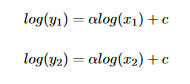 log(y₁) = αlog(x₁) + c
log(y₂) = αlog(x₂) + c